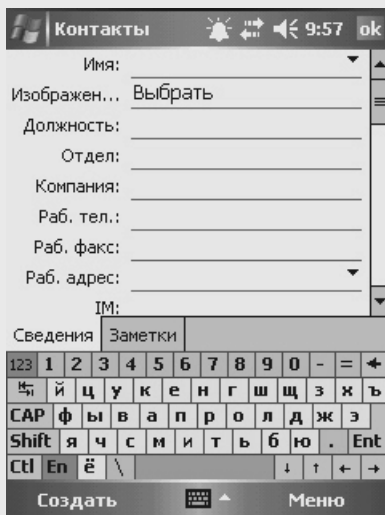 Контакты 9:57 ok
Имя:
Изображен... Выбрать
Должность:
Отдел:
Компания:
Раб. тел.:
Раб. факс:
Раб. адрес:
IM:
Сведения Заметки
123 1 2 3 4 5 6 7 8 9 0 - =
й ц у к е н г ш щ з х ъ
CAP ф ы в а п р о л д ж э
Shift я ч с м и т ь б ю . Ent
Ctl En ё \ ↓ ↑ ← →
Создать Меню